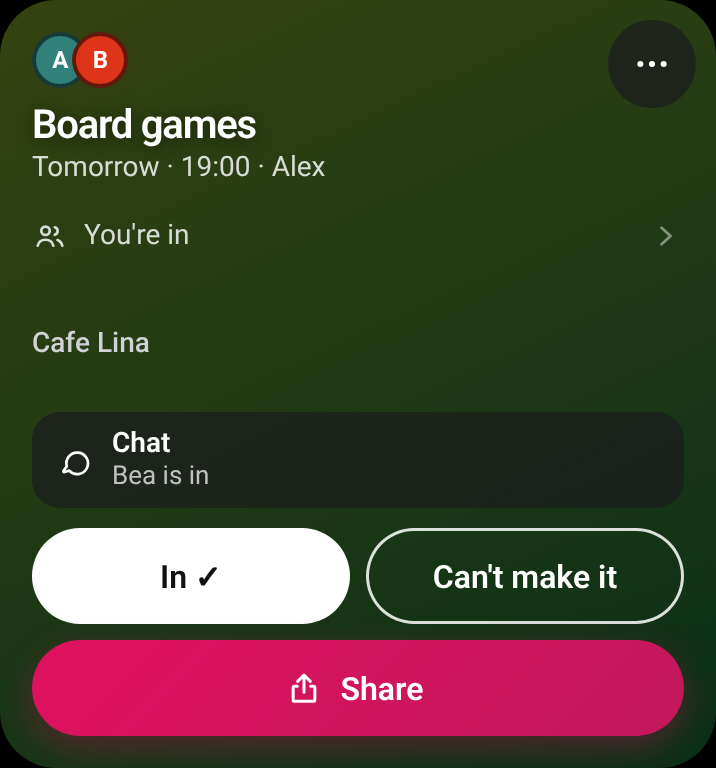 A B
Board games
Tomorrow · 19:00 · Alex
You're in
Cafe Lina
Chat
Bea is in
In ✓
Can't make it
Share